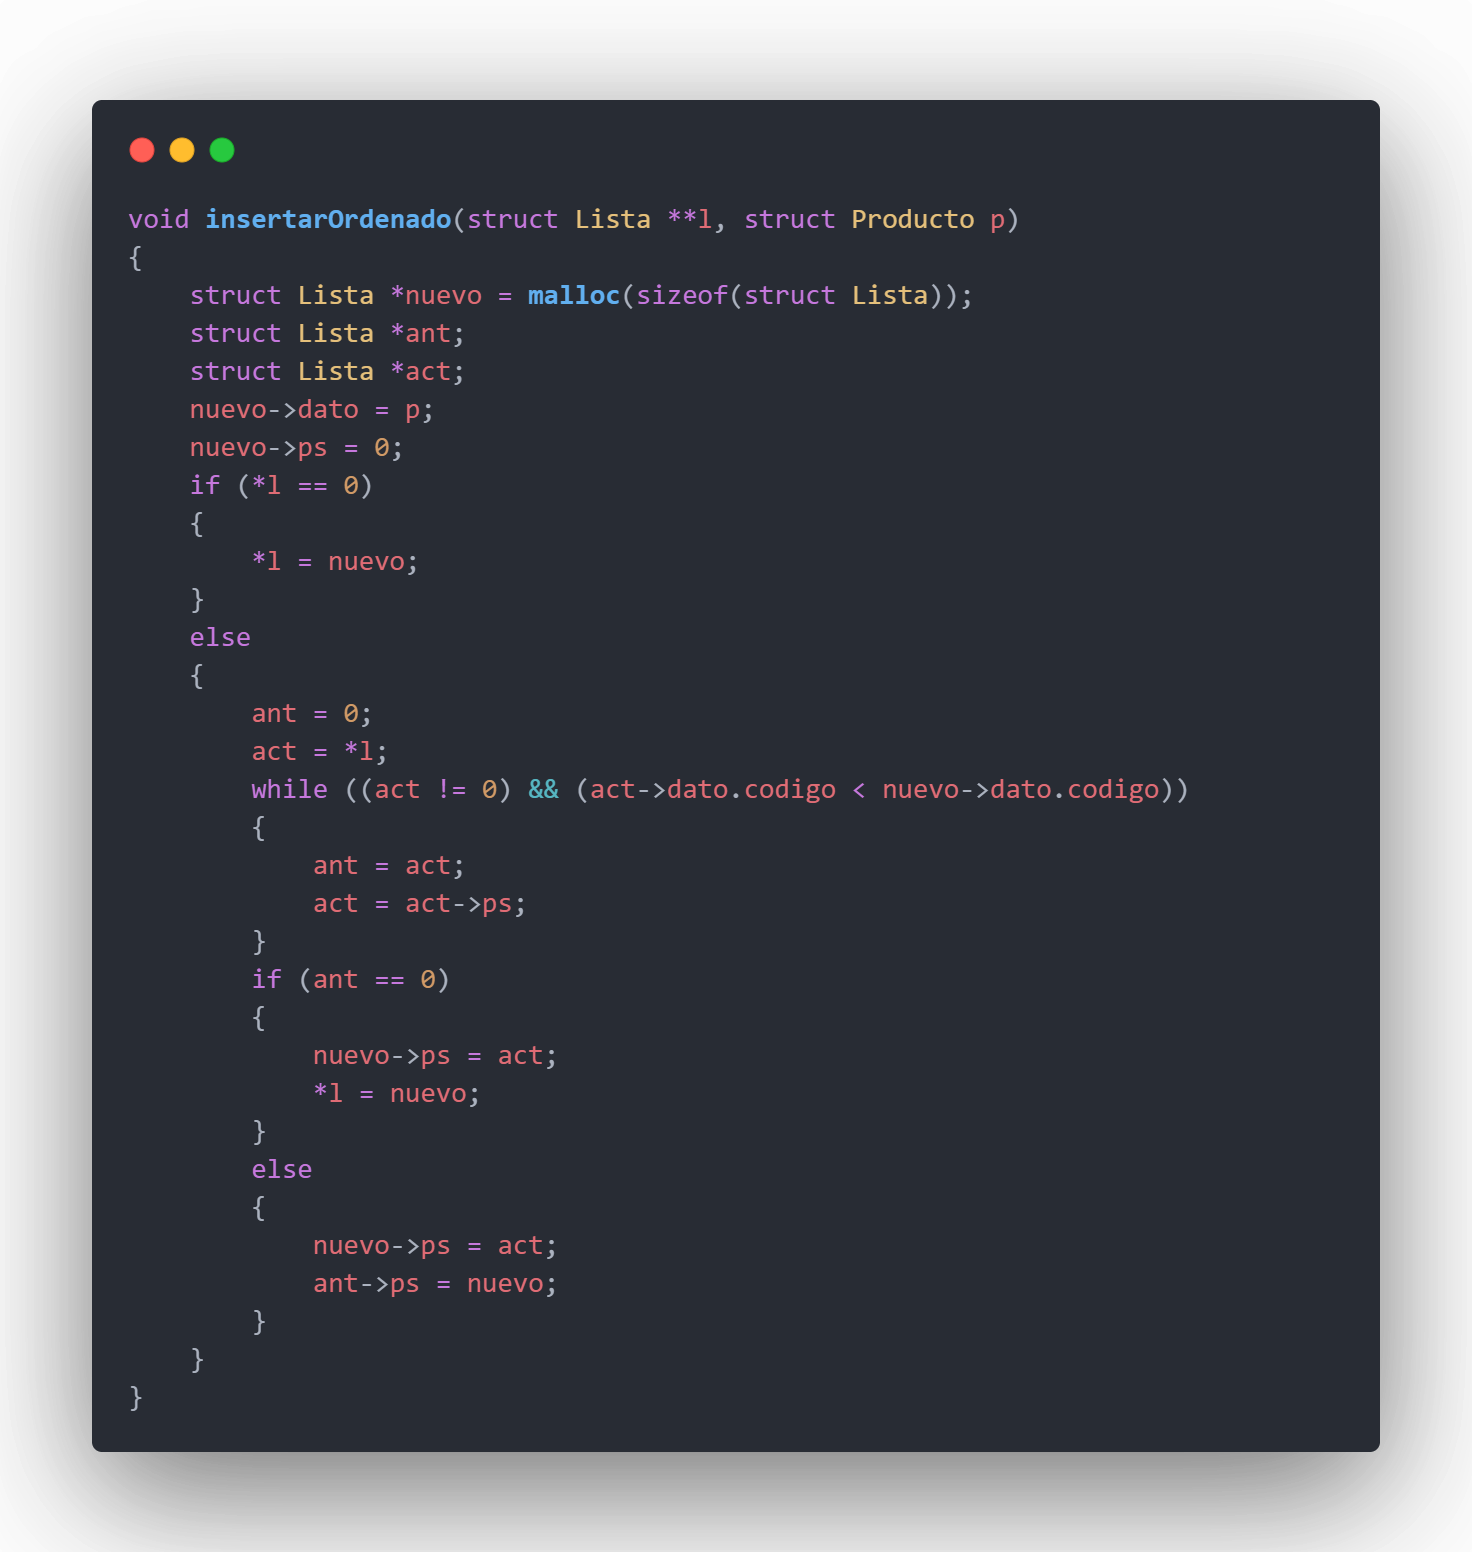 void insertarOrdenado(struct Lista **l, struct Producto p)
{
    struct Lista *nuevo = malloc(sizeof(struct Lista));
    struct Lista *ant;
    struct Lista *act;
    nuevo->dato = p;
    nuevo->ps = 0;
    if (*l == 0)
    {
        *l = nuevo;
    }
    else
    {
        ant = 0;
        act = *l;
        while ((act != 0) && (act->dato.codigo < nuevo->dato.codigo))
        {
            ant = act;
            act = act->ps;
        }
        if (ant == 0)
        {
            nuevo->ps = act;
            *l = nuevo;
        }
        else
        {
            nuevo->ps = act;
            ant->ps = nuevo;
        }
    }
}